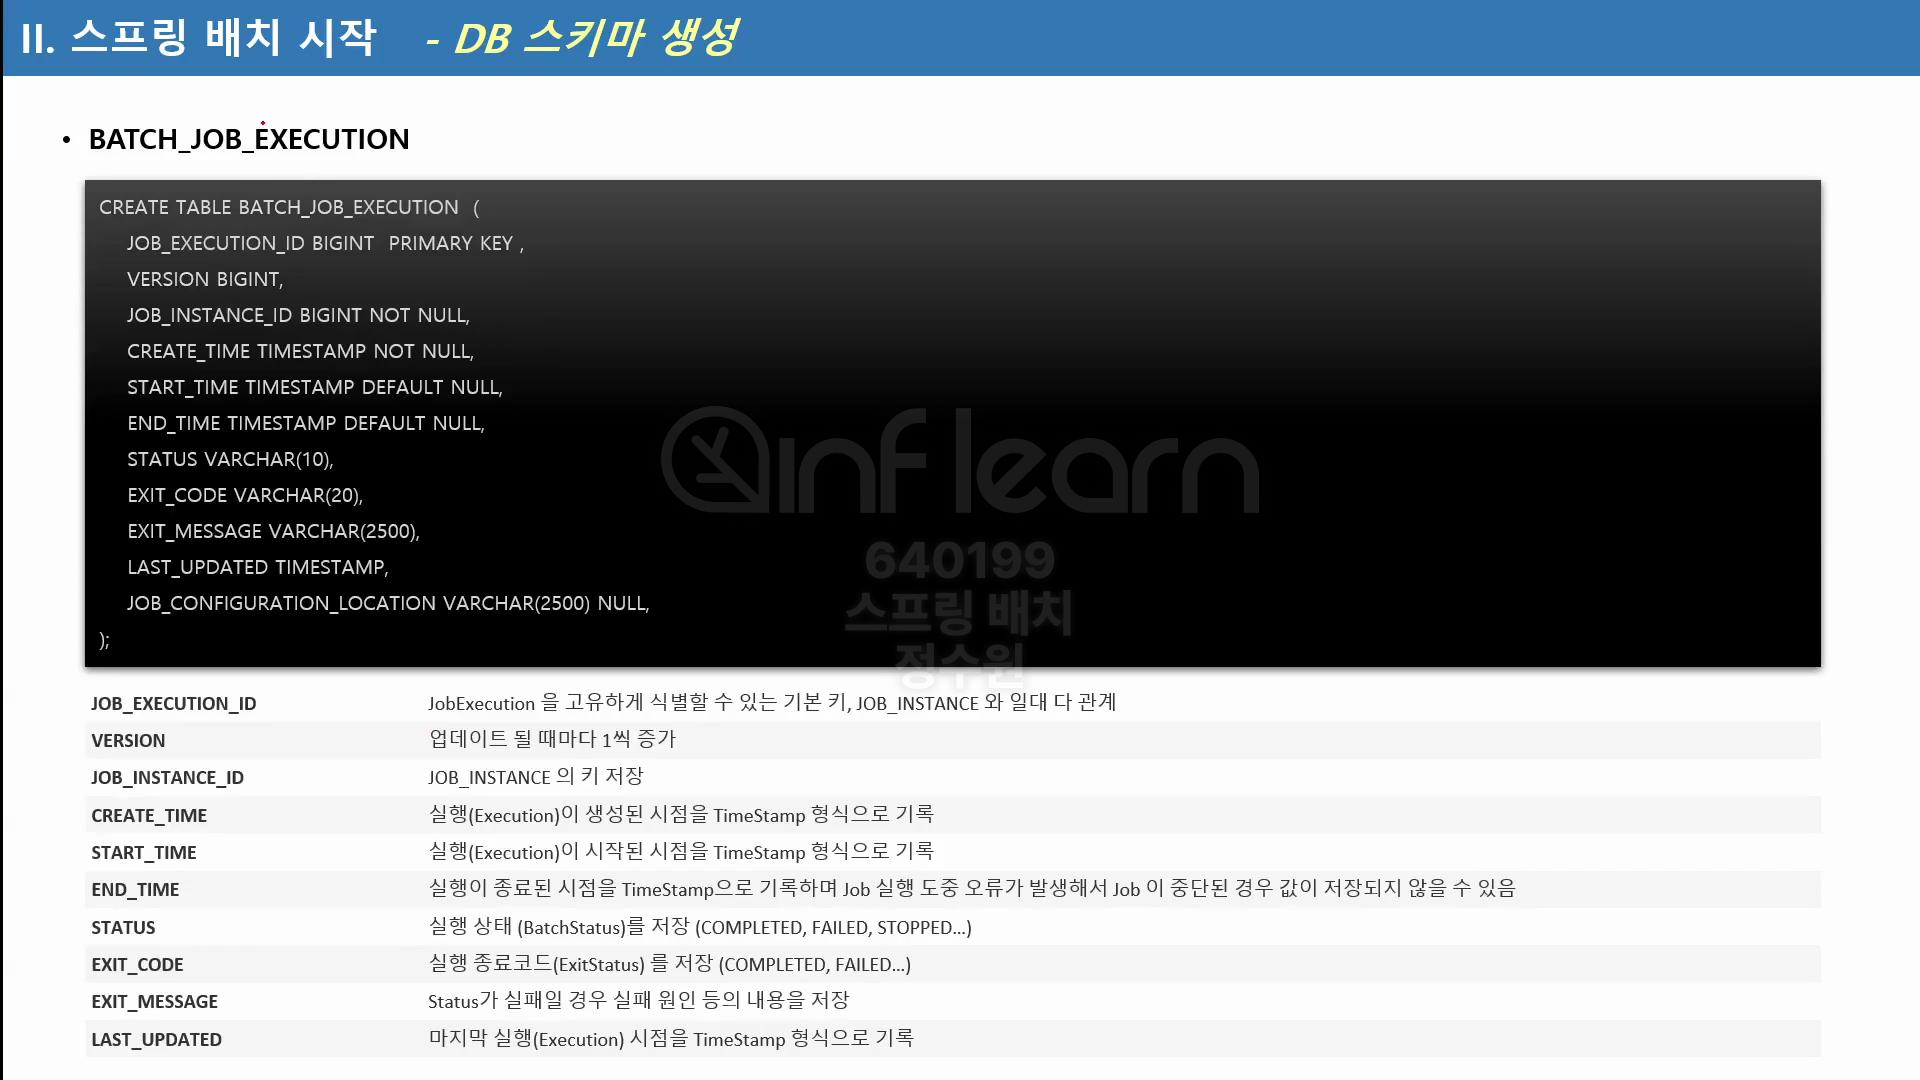 II. 스프링 배치 시작 - DB 스키마 생성
• BATCH_JOB_EXECUTION
CREATE TABLE BATCH_JOB_EXECUTION (
JOB_EXECUTION_ID BIGINT PRIMARY KEY ,
VERSION BIGINT,
JOB_INSTANCE_ID BIGINT NOT NULL,
CREATE_TIME TIMESTAMP NOT NULL,
START_TIME TIMESTAMP DEFAULT NULL,
END_TIME TIMESTAMP DEFAULT NULL,
STATUS VARCHAR(10),
EXIT_CODE VARCHAR(20),
EXIT_MESSAGE VARCHAR(2500),
LAST_UPDATED TIMESTAMP,
JOB_CONFIGURATION_LOCATION VARCHAR(2500) NULL,
);
inflearn
640199
스프링 배치
정수원
JOB_EXECUTION_ID JobExecution 을 고유하게 식별할 수 있는 기본 키, JOB_INSTANCE 와 일대 다 관계
VERSION 업데이트 될 때마다 1씩 증가
JOB_INSTANCE_ID JOB_INSTANCE 의 키 저장
CREATE_TIME 실행(Execution)이 생성된 시점을 TimeStamp 형식으로 기록
START_TIME 실행(Execution)이 시작된 시점을 TimeStamp 형식으로 기록
END_TIME 실행이 종료된 시점을 TimeStamp으로 기록하며 Job 실행 도중 오류가 발생해서 Job 이 중단된 경우 값이 저장되지 않을 수 있음
STATUS 실행 상태 (BatchStatus)를 저장 (COMPLETED, FAILED, STOPPED…)
EXIT_CODE 실행 종료코드(ExitStatus) 를 저장 (COMPLETED, FAILED…)
EXIT_MESSAGE Status가 실패일 경우 실패 원인 등의 내용을 저장
LAST_UPDATED 마지막 실행(Execution) 시점을 TimeStamp 형식으로 기록